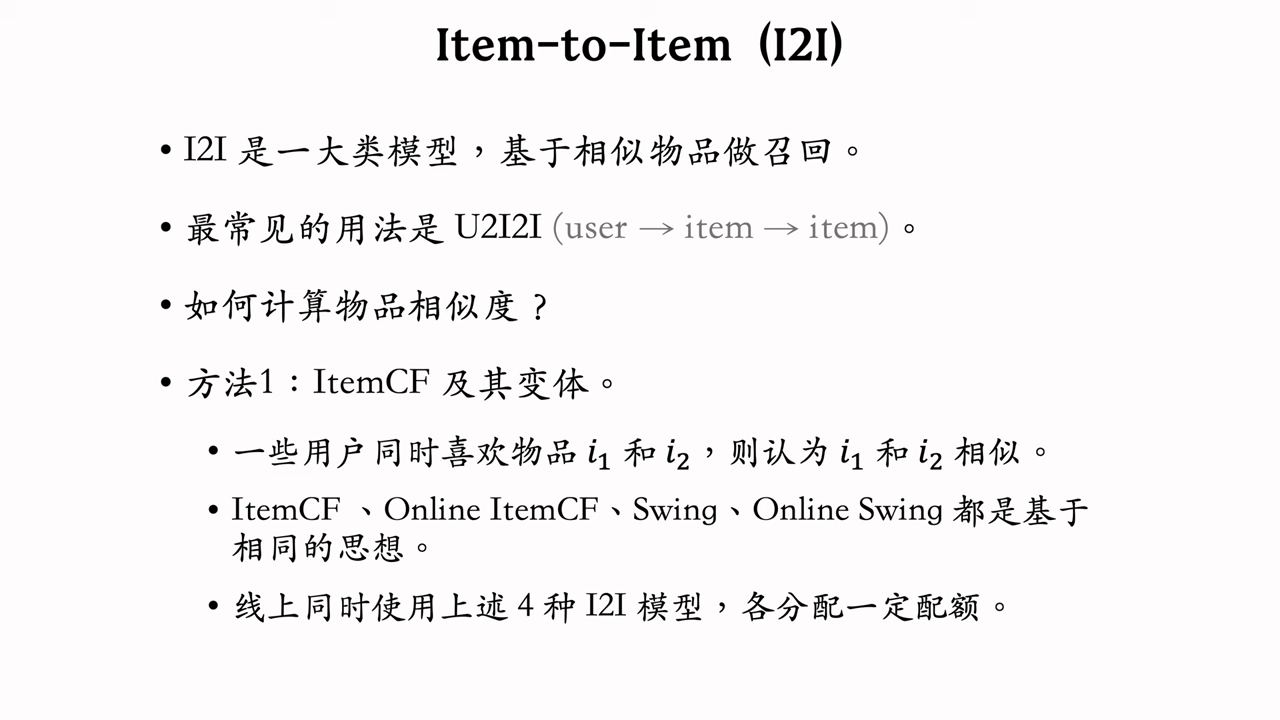 Item-to-Item (I2I)
• I2I 是一大类模型，基于相似物品做召回。
• 最常见的用法是 U2I2I (user → item → item)。
• 如何计算物品相似度？
• 方法1：ItemCF 及其变体。
• 一些用户同时喜欢物品 i₁ 和 i₂，则认为 i₁ 和 i₂ 相似。
• ItemCF 、Online ItemCF、Swing、Online Swing 都是基于
相同的思想。
• 线上同时使用上述 4 种 I2I 模型，各分配一定配额。